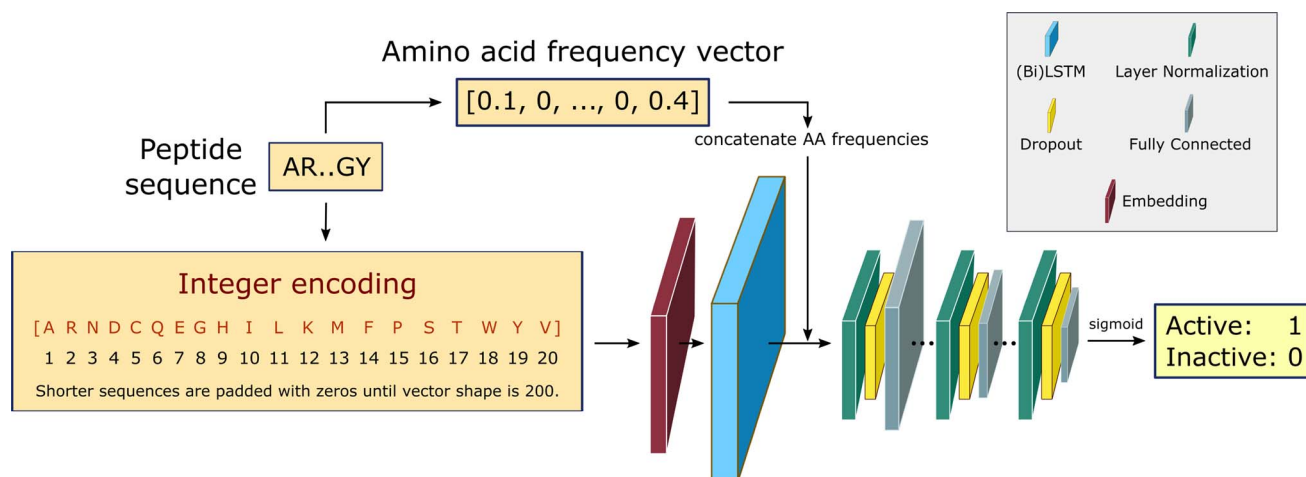 Amino acid frequency vector
[0.1, 0, ..., 0, 0.4]
concatenate AA frequencies
Peptide
sequence
AR..GY
Integer encoding
[A R N D C Q E G H I L K M F P S T W Y V]
1 2 3 4 5 6 7 8 9 10 11 12 13 14 15 16 17 18 19 20
Shorter sequences are padded with zeros until vector shape is 200.
...
...
sigmoid
Active: 1
Inactive: 0
(Bi)LSTM
Layer Normalization
Dropout
Fully Connected
Embedding